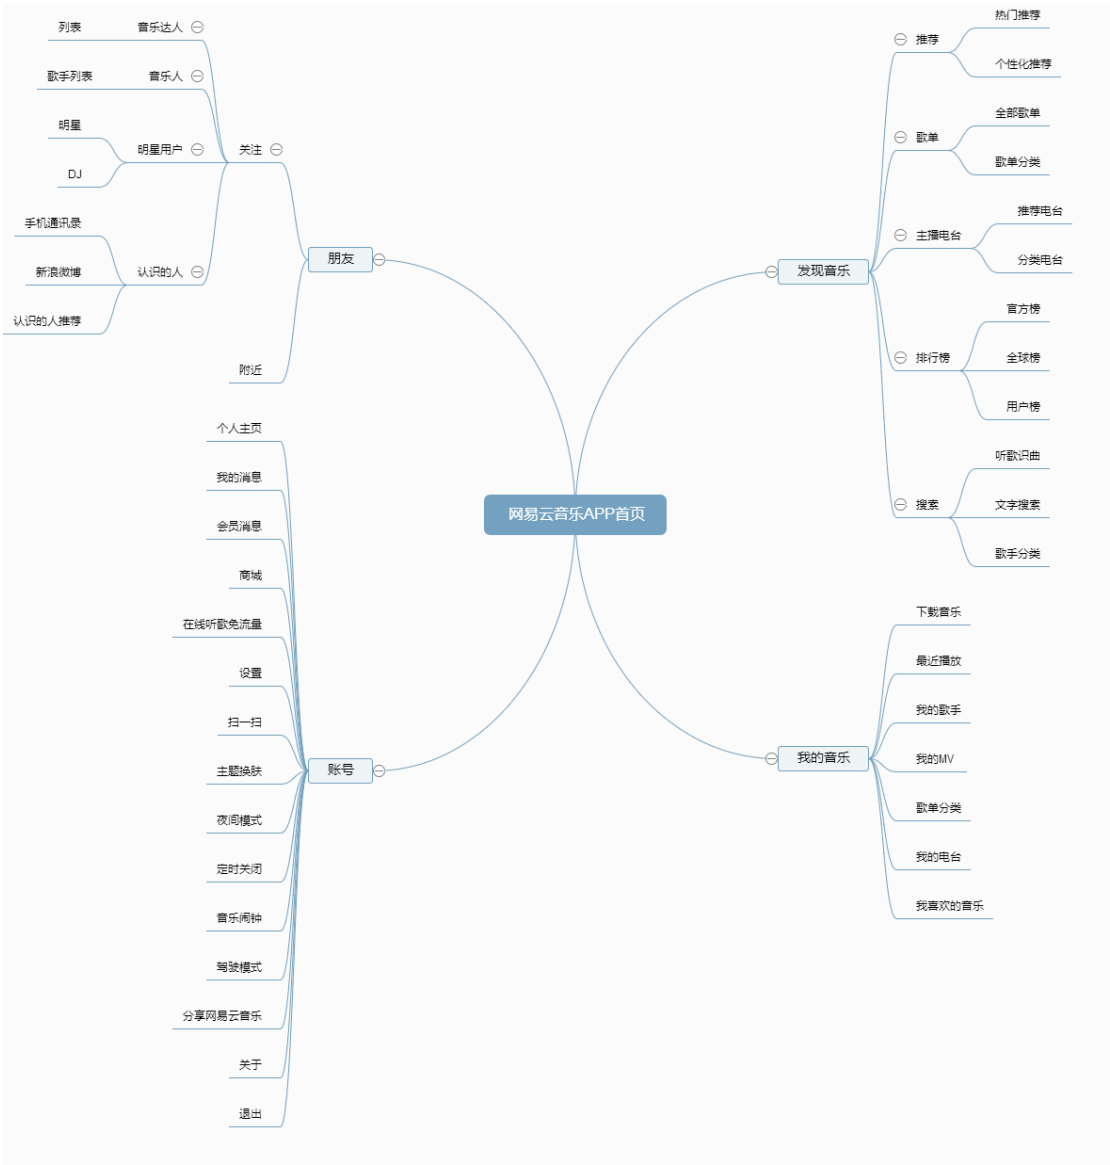 网易云音乐APP首页
发现音乐
推荐
热门推荐
个性化推荐
歌单
全部歌单
歌单分类
主播电台
推荐电台
分类电台
排行榜
官方榜
全球榜
用户榜
搜索
听歌识曲
文字搜索
歌手分类
我的音乐
下载音乐
最近播放
我的歌手
我的MV
歌单分类
我的电台
我喜欢的音乐
朋友
关注
音乐达人
列表
音乐人
歌手列表
明星用户
明星
DJ
认识的人
手机通讯录
新浪微博
认识的人推荐
附近
账号
个人主页
我的消息
会员消息
商城
在线听歌免流量
设置
扫一扫
主题换肤
夜间模式
定时关闭
音乐闹钟
驾驶模式
分享网易云音乐
关于
退出